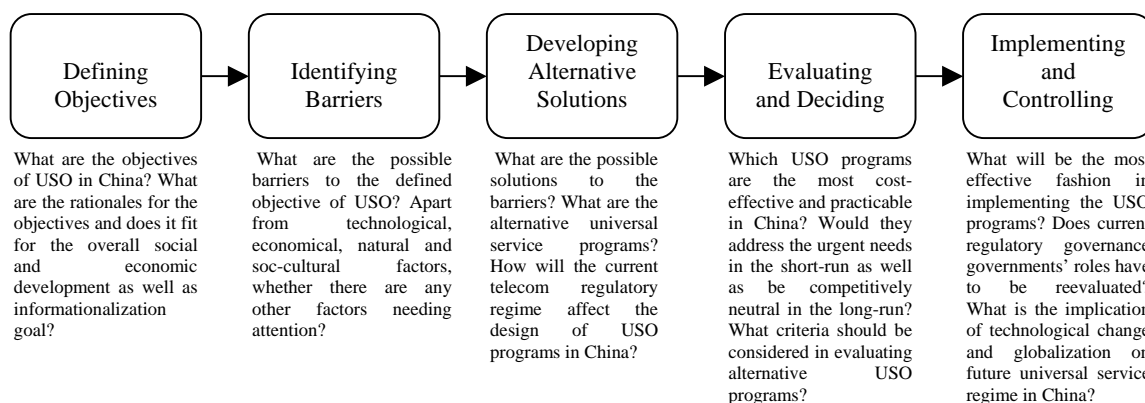 Defining
Objectives
Identifying
Barriers
Developing
Alternative
Solutions
Evaluating
and Deciding
Implementing
and
Controlling
What are the objectives
of USO in China? What
are the rationales for the
objectives and does it fit
for the overall social
and economic
development as well as
informationalization
goal?
What are the possible
barriers to the defined
objective of USO? Apart
from technological,
economical, natural and
soc-cultural factors,
whether there are any
other factors needing
attention?
What are the possible
solutions to the
barriers? What are the
alternative universal
service programs?
How will the current
telecom regulatory
regime affect the
design of USO
programs in China?
Which USO programs
are the most cost-
effective and practicable
in China? Would they
address the urgent needs
in the short-run as well
as be competitively
neutral in the long-run?
What criteria should be
considered in evaluating
alternative USO
programs?
What will be the mos
effective fashion in
implementing the USO
programs? Does curren
regulatory governance
governments' roles have
to be reevaluated?
What is the implication
of technological change
and globalization on
future universal service
regime in China?